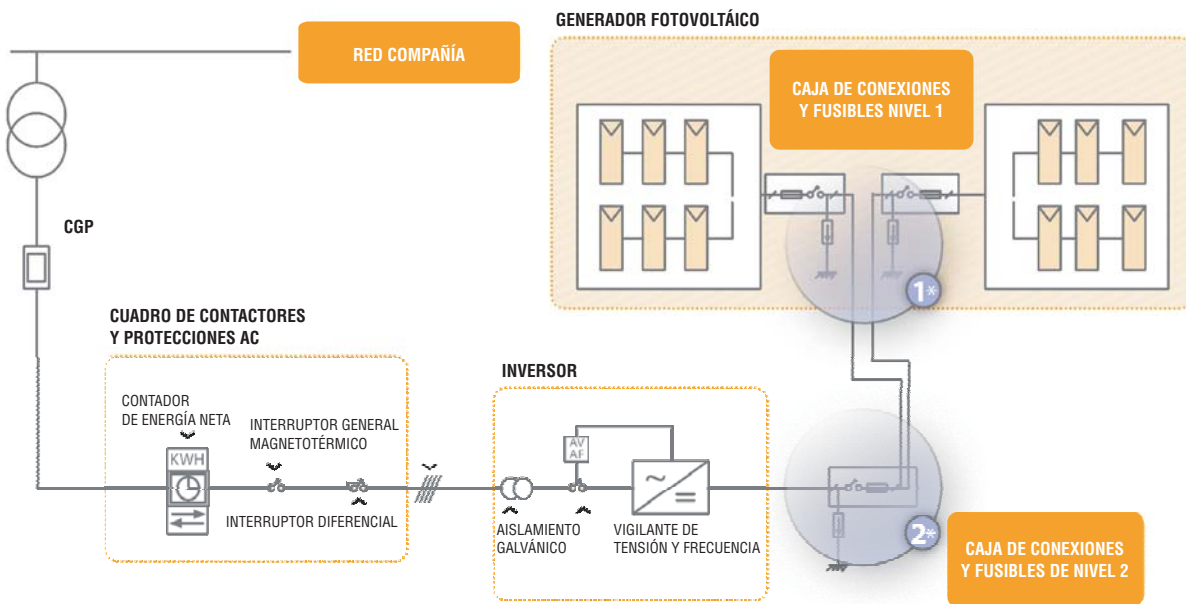 GENERADOR FOTOVOLTÁICO
RED COMPAÑÍA
CAJA DE CONEXIONES
Y FUSIBLES NIVEL 1
CGP
1*
CUADRO DE CONTACTORES
Y PROTECCIONES AC
INVERSOR
CONTADOR
DE ENERGÍA NETA
INTERRUPTOR GENERAL
MAGNETOTÉRMICO
KWH
AV
AF
INTERRUPTOR DIFERENCIAL
AISLAMIENTO
GALVÁNICO
VIGILANTE DE
TENSIÓN Y FRECUENCIA
2*
CAJA DE CONEXIONES
Y FUSIBLES DE NIVEL 2